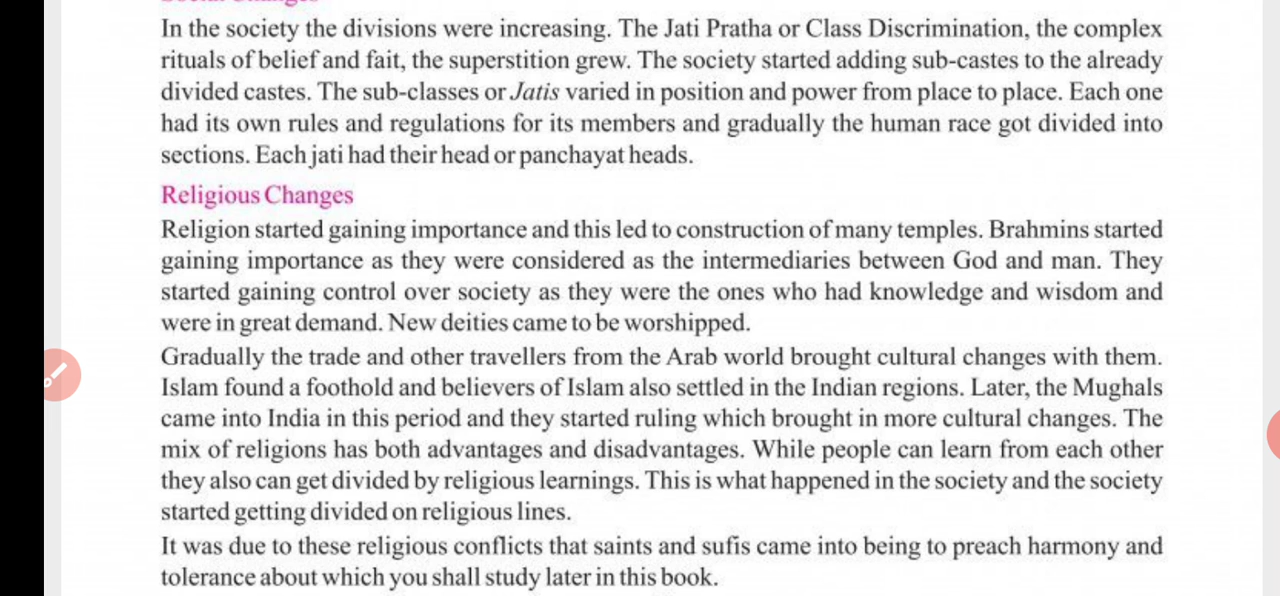 In the society the divisions were increasing. The Jati Pratha or Class Discrimination, the complex
rituals of belief and fait, the superstition grew. The society started adding sub-castes to the already
divided castes. The sub-classes or Jatis varied in position and power from place to place. Each one
had its own rules and regulations for its members and gradually the human race got divided into
sections. Each jati had their head or panchayat heads.
Religious Changes
Religion started gaining importance and this led to construction of many temples. Brahmins started
gaining importance as they were considered as the intermediaries between God and man. They
started gaining control over society as they were the ones who had knowledge and wisdom and
were in great demand. New deities came to be worshipped.
Gradually the trade and other travellers from the Arab world brought cultural changes with them.
Islam found a foothold and believers of Islam also settled in the Indian regions. Later, the Mughals
came into India in this period and they started ruling which brought in more cultural changes. The
mix of religions has both advantages and disadvantages. While people can learn from each other
they also can get divided by religious learnings. This is what happened in the society and the society
started getting divided on religious lines.
It was due to these religious conflicts that saints and sufis came into being to preach harmony and
tolerance about which you shall study later in this book.